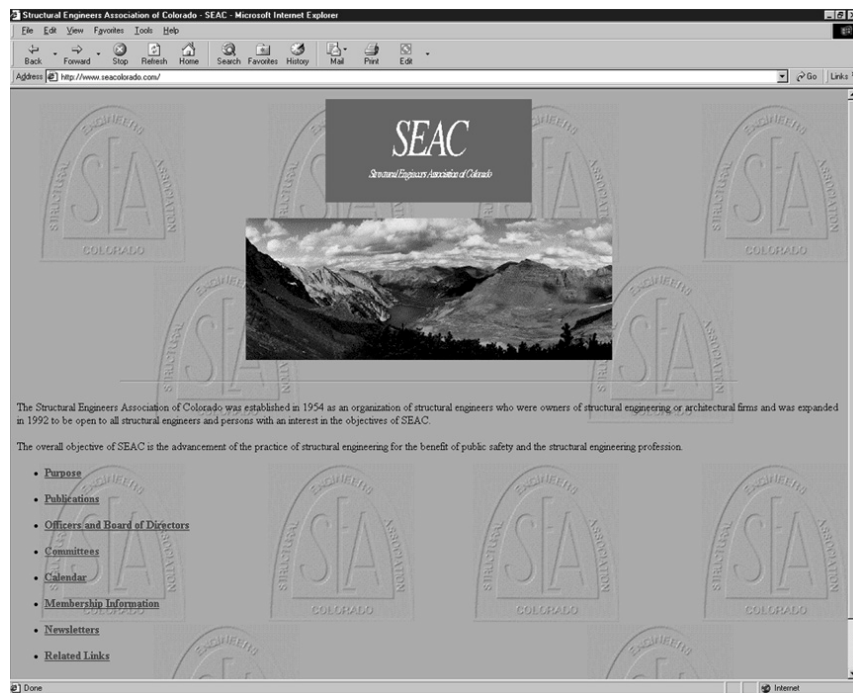 Structural Engineers Association of Colorado - SEAC - Microsoft Internet Explorer
File Edit View Favorites Tools Help
Back Forward Stop Refresh Home Search Favorites History Mail Print Edit
Address http://www.seacolorado.com/ Go Links
SEAC
Structural Engineers Association of Colorado
STRUCTURAL ENGINEERS ASSOCIATION
SEA
COLORADO
The Structural Engineers Association of Colorado was established in 1954 as an organization of structural engineers who were owners of structural engineering or architectural firms and was expanded
in 1992 to be open to all structural engineers and persons with an interest in the objectives of SEAC.
The overall objective of SEAC is the advancement of the practice of structural engineering for the benefit of public safety and the structural engineering profession.
• Purpose
• Publications
• Officers and Board of Directors
• Committees
• Calendar
• Membership Information
• Newsletters
• Related Links
Done Internet